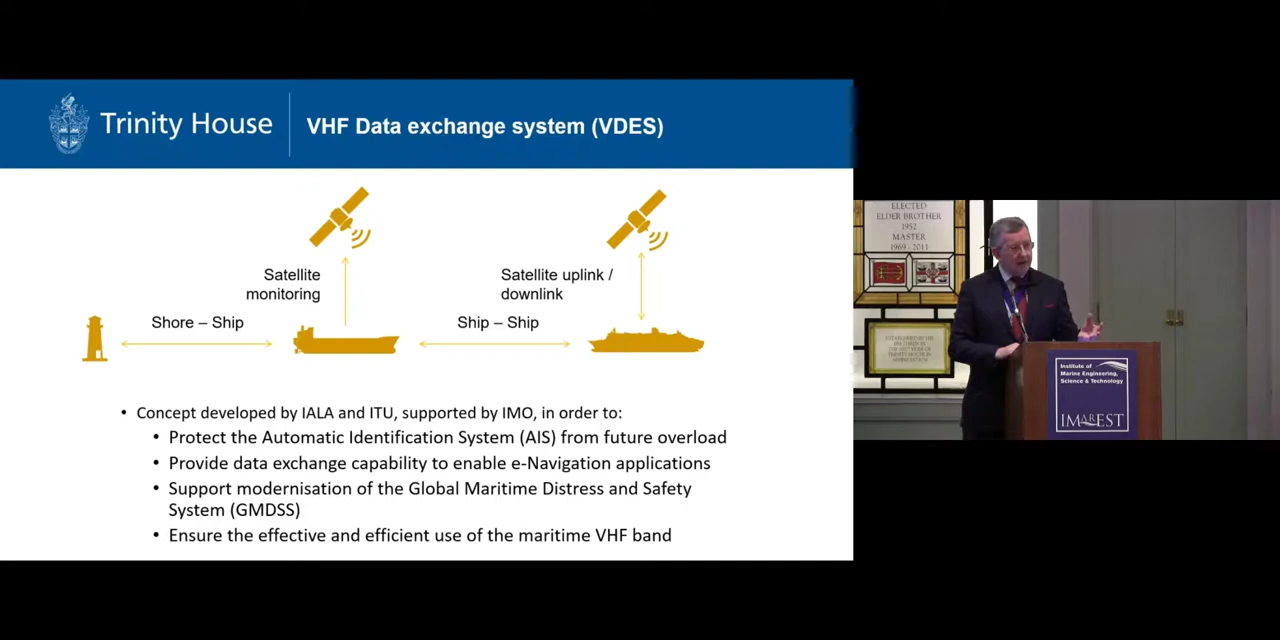 Trinity House
VHF Data exchange system (VDES)
Satellite
monitoring
Satellite uplink /
downlink
Shore – Ship
Ship – Ship
• Concept developed by IALA and ITU, supported by IMO, in order to:
• Protect the Automatic Identification System (AIS) from future overload
• Provide data exchange capability to enable e-Navigation applications
• Support modernisation of the Global Maritime Distress and Safety
System (GMDSS)
• Ensure the effective and efficient use of the maritime VHF band
ELECTED
ELDER BROTHER
1952
MASTER
1969 - 2011
TRINITY HOUSE IN
Institute of
Marine Engineering,
Science & Technology
IMarEST